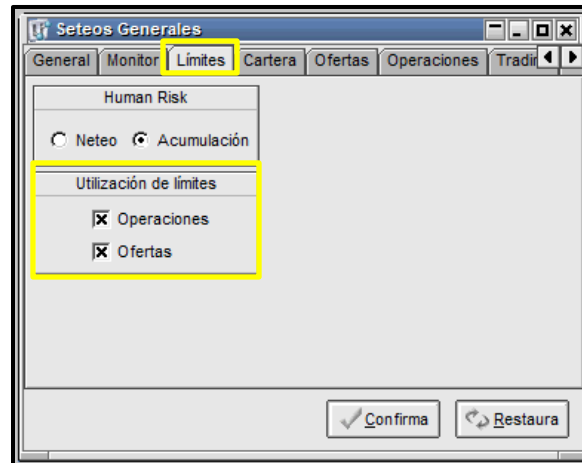 Seteos Generales
General Monitor Límites Cartera Ofertas Operaciones
Human Risk
Neteo Acumulación
Utilización de límites
Operaciones
Ofertas
Confirma Restaura